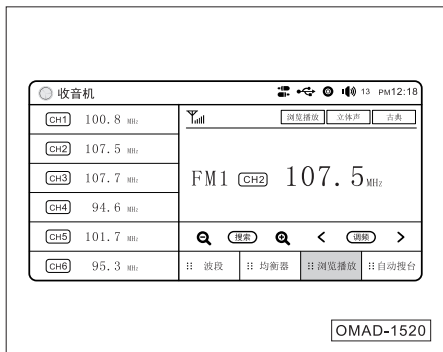 收音机 13 PM12:18
CH1 100.8 MHz
CH2 107.5 MHz
CH3 107.7 MHz
CH4 94.6 MHz
CH5 101.7 MHz
CH6 95.3 MHz
浏览播放 立体声 古典
FM1 CH2 107.5MHz
搜索 调频
波段 均衡器 浏览播放 自动搜台
OMAD-1520